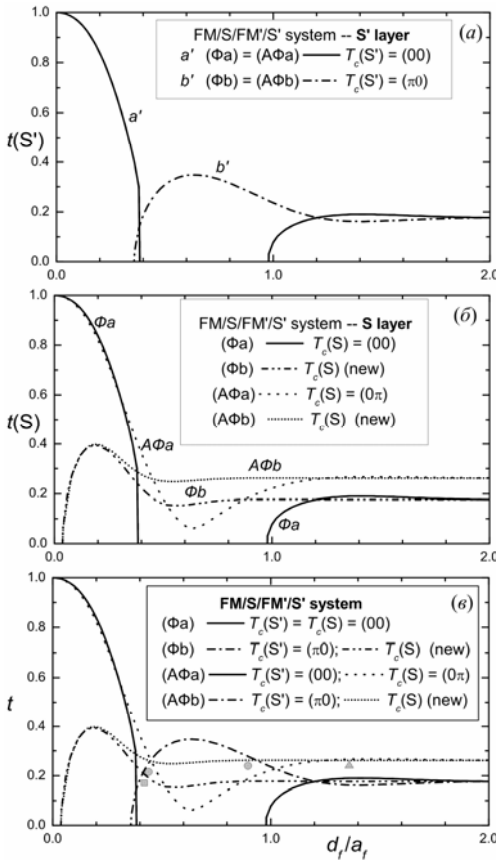 (а)
FM/S/FM'/S' system -- S' layer
a' (Φa) = (AΦa) Tc(S') = (00)
b' (Φb) = (AΦb) Tc(S') = (π0)
1.0
0.8
0.6
t(S')
0.4
0.2
0.0
a'
b'
0.0 1.0 2.0
(б)
FM/S/FM'/S' system -- S layer
(Φa) Tc(S) = (00)
(Φb) Tc(S) (new)
(AΦa) Tc(S) = (0π)
(AΦb) Tc(S) (new)
1.0
0.8
0.6
t(S)
0.4
0.2
0.0
Φa
AΦa
AΦb
Φb
Φa
0.0 1.0 2.0
(в)
FM/S/FM'/S' system
(Φa) Tc(S') = Tc(S) = (00)
(Φb) Tc(S') = (π0); Tc(S) (new)
(AΦa) Tc(S') = (00); Tc(S) = (0π)
(AΦb) Tc(S') = (π0); Tc(S) (new)
1.0
0.8
0.6
t
0.4
0.2
0.0
0.0 1.0 2.0
df/af